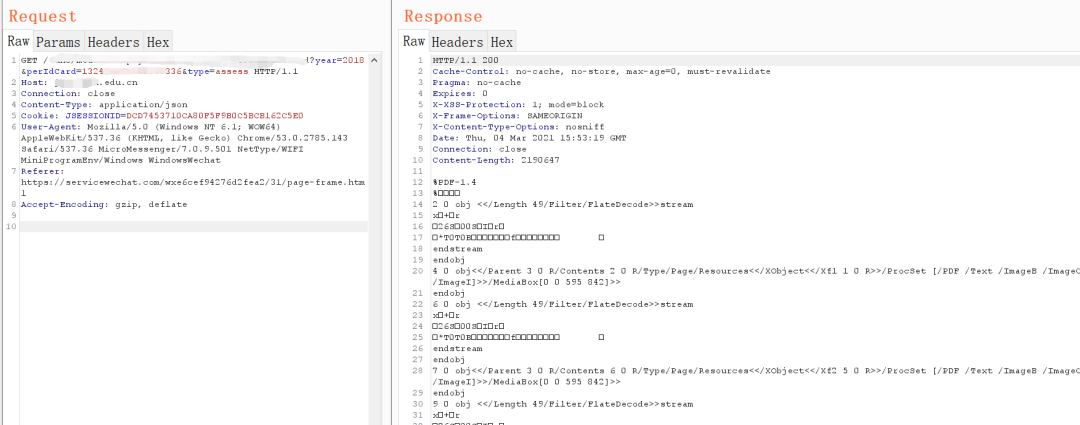 Request
Raw Params Headers Hex
1 GET / ?year=2018
&perIdCard=1324 336&type=assess HTTP/1.1
2 Host: .edu.cn
3 Connection: close
4 Content-Type: application/json
5 Cookie: JSESSIONID=
6 User-Agent: Mozilla/5.0 (Windows NT 6.1; WOW64)
AppleWebKit/537.36 (KHTML, like Gecko) Chrome/53.0.2785.143
Safari/537.36 MicroMessenger/7.0.9.501 NetType/WIFI
MiniProgramEnv/Windows WindowsWechat
7 Referer:
https://servicewechat.com/wxe6cef94276d2fea2/31/page-frame.htm
l
8 Accept-Encoding: gzip, deflate
9
10
Response
Raw Headers Hex
1 HTTP/1.1 200
2 Cache-Control: no-cache, no-store, max-age=0, must-revalidate
3 Pragma: no-cache
4 Expires: 0
5 X-XSS-Protection: 1; mode=block
6 X-Frame-Options: SAMEORIGIN
7 X-Content-Type-Options: nosniff
8 Date: Thu, 04 Mar 2021 15:53:19 GMT
9 Connection: close
10 Content-Length: 2190647
11
12 %PDF-1.4
13 %□□□□
14 2 0 obj <</Length 49/Filter/FlateDecode>>stream
15 x□+□r
16 □26S□00S□I□r□
17 □*T0T0B□□□□□□□f□□□□□□□□ □
18 endstream
19 endobj
20 4 0 obj<</Parent 3 0 R/Contents 2 0 R/Type/Page/Resources<</XObject<</Xf1 1 0 R>>/ProcSet [/PDF /Text /ImageB /ImageC
/ImageI]>>/MediaBox[0 0 595 842]>>
21 endobj
22 6 0 obj <</Length 49/Filter/FlateDecode>>stream
23 x□+□r
24 □26S□00S□I□r□
25 □*T0T0B□□□□□□□f□□□□□□□□ □
26 endstream
27 endobj
28 7 0 obj<</Parent 3 0 R/Contents 6 0 R/Type/Page/Resources<</XObject<</Xf2 5 0 R>>/ProcSet [/PDF /Text /ImageB /ImageC
/ImageI]>>/MediaBox[0 0 595 842]>>
29 endobj
30 9 0 obj <</Length 49/Filter/FlateDecode>>stream
31 x□+□r